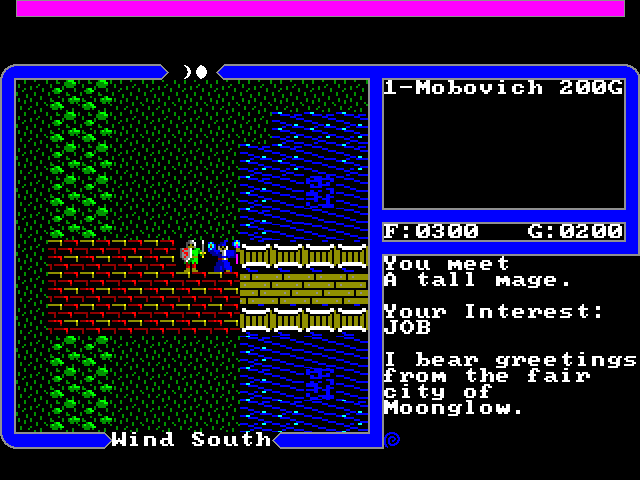 1-Mobovich 200G
F:0300 G:0200
You meet
A tall mage.
Your Interest:
JOB
I bear greetings
from the fair
city of
Moonglow.
Wind South